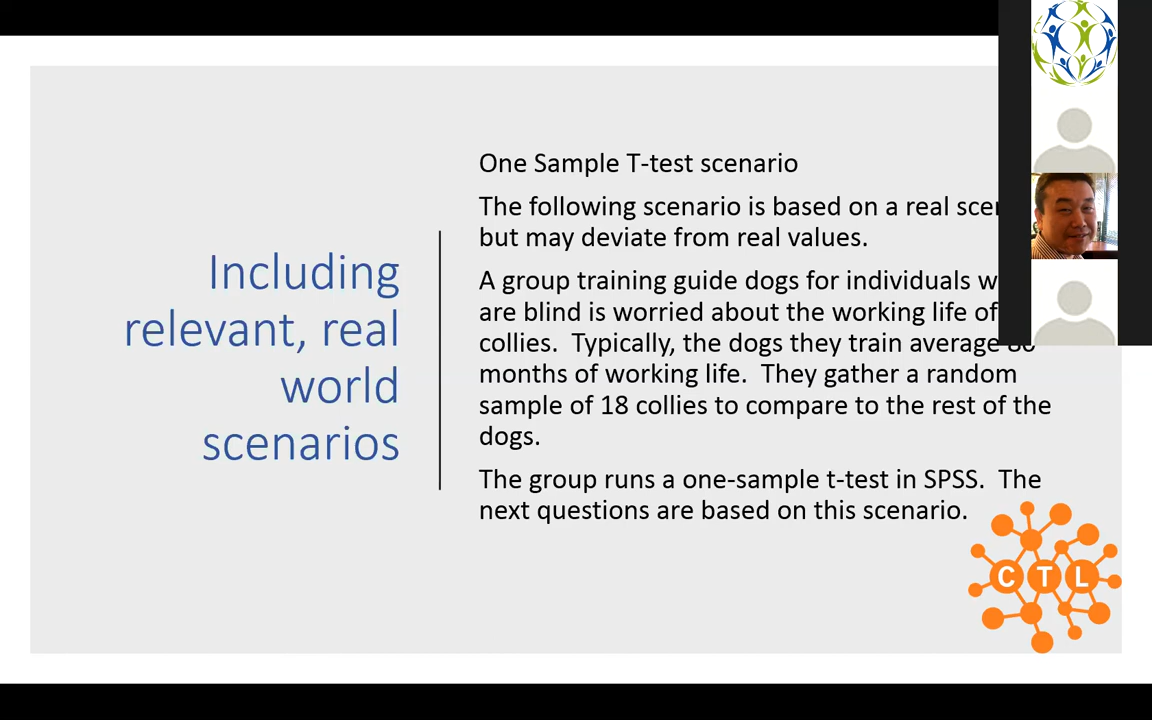 Including
relevant, real
world
scenarios
One Sample T-test scenario
The following scenario is based on a real
but may deviate from real values.
A group training guide dogs for individuals
are blind is worried about the working life of
collies. Typically, the dogs they train average
months of working life. They gather a random
sample of 18 collies to compare to the rest of the
dogs.
The group runs a one-sample t-test in SPSS. The
next questions are based on this scenario.
CTL